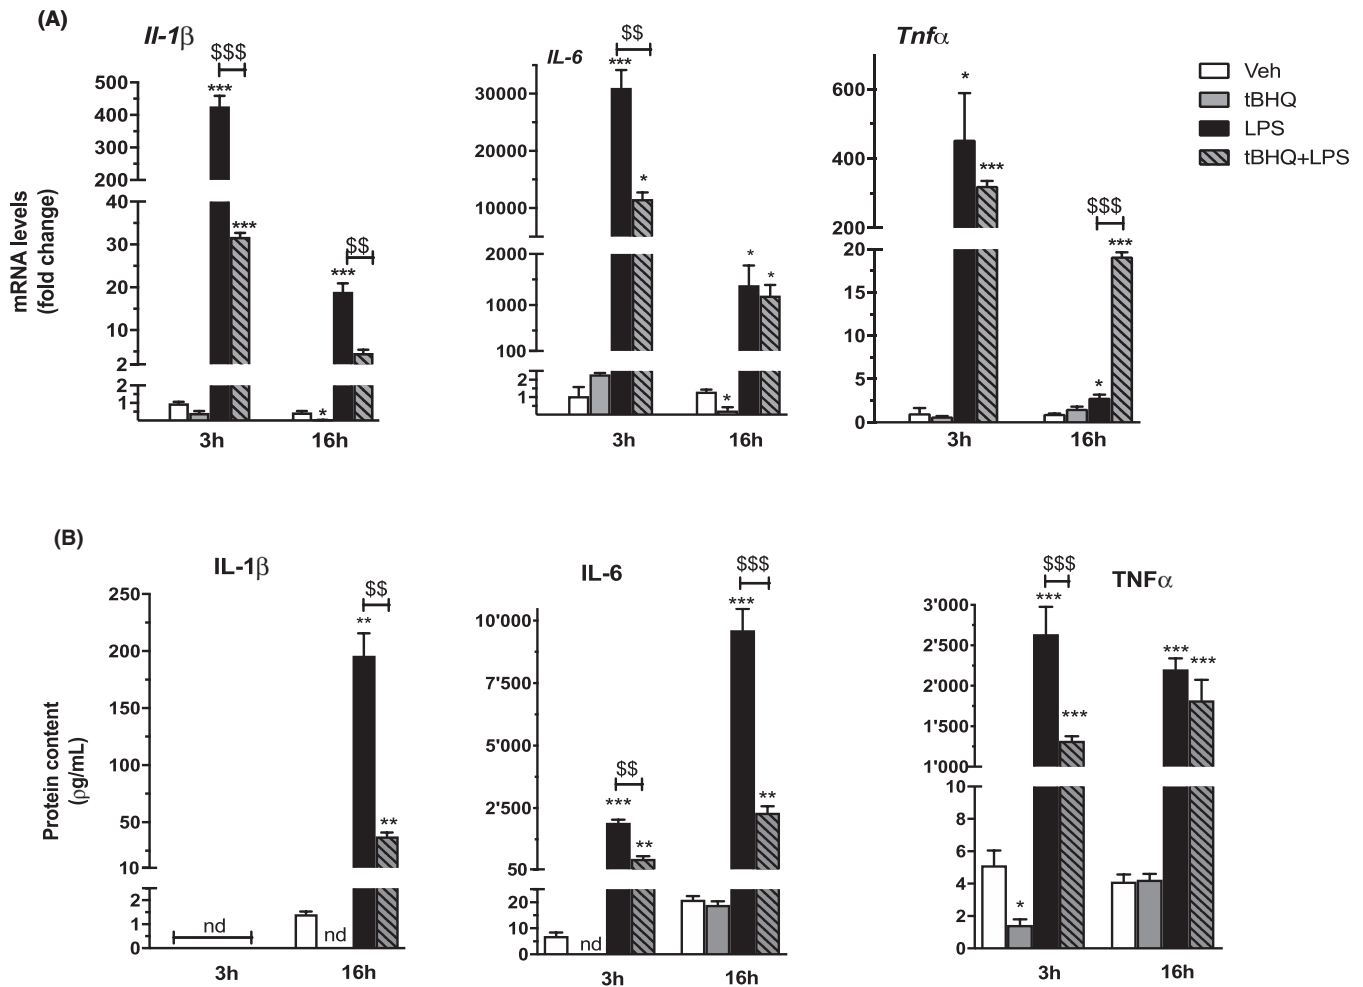 (A)
Il-1β
$$$
***
500
400
300
200
40
30
20
10
2
2
1
***
$$
***
*
3h
16h
mRNA levels
(fold change)
IL-6
$$
***
30000
20000
10000
2000
1000
100
2
1
*
*
*
*
3h
16h
Tnfα
*
600
400
200
20
15
10
5
0
***
$$$
***
*
3h
16h
Veh
tBHQ
LPS
tBHQ+LPS
(B)
IL-1β
250
200
150
100
50
10
2
1
0
$$
**
**
nd
nd
3h
16h
Protein content
(ρg/mL)
IL-6
$$$
***
10'000
7'500
5'000
2'500
50
20
10
0
$$
***
**
**
nd
3h
16h
TNFα
$$$
***
3'000
2'500
2'000
1'500
1'000
10
8
6
4
2
0
***
***
***
*
3h
16h